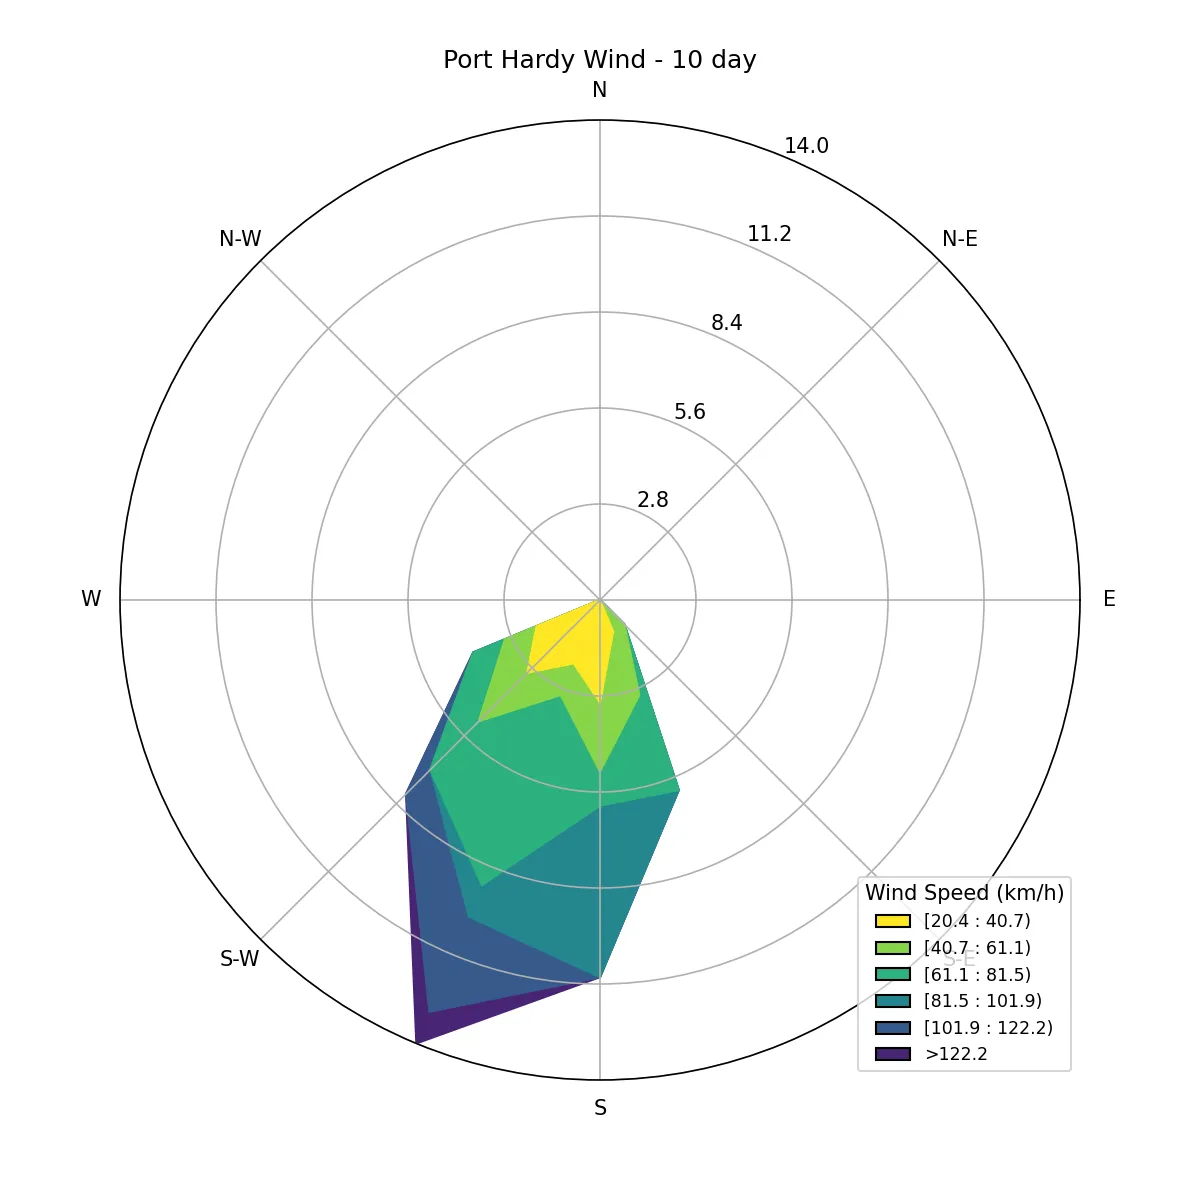 Port Hardy Wind - 10 day
N
14.0
N-W
11.2
N-E
8.4
5.6
2.8
W
E
Wind Speed (km/h)
[20.4 : 40.7)
[40.7 : 61.1)
S-W
S-E
[61.1 : 81.5)
[81.5 : 101.9)
[101.9 : 122.2)
>122.2
S